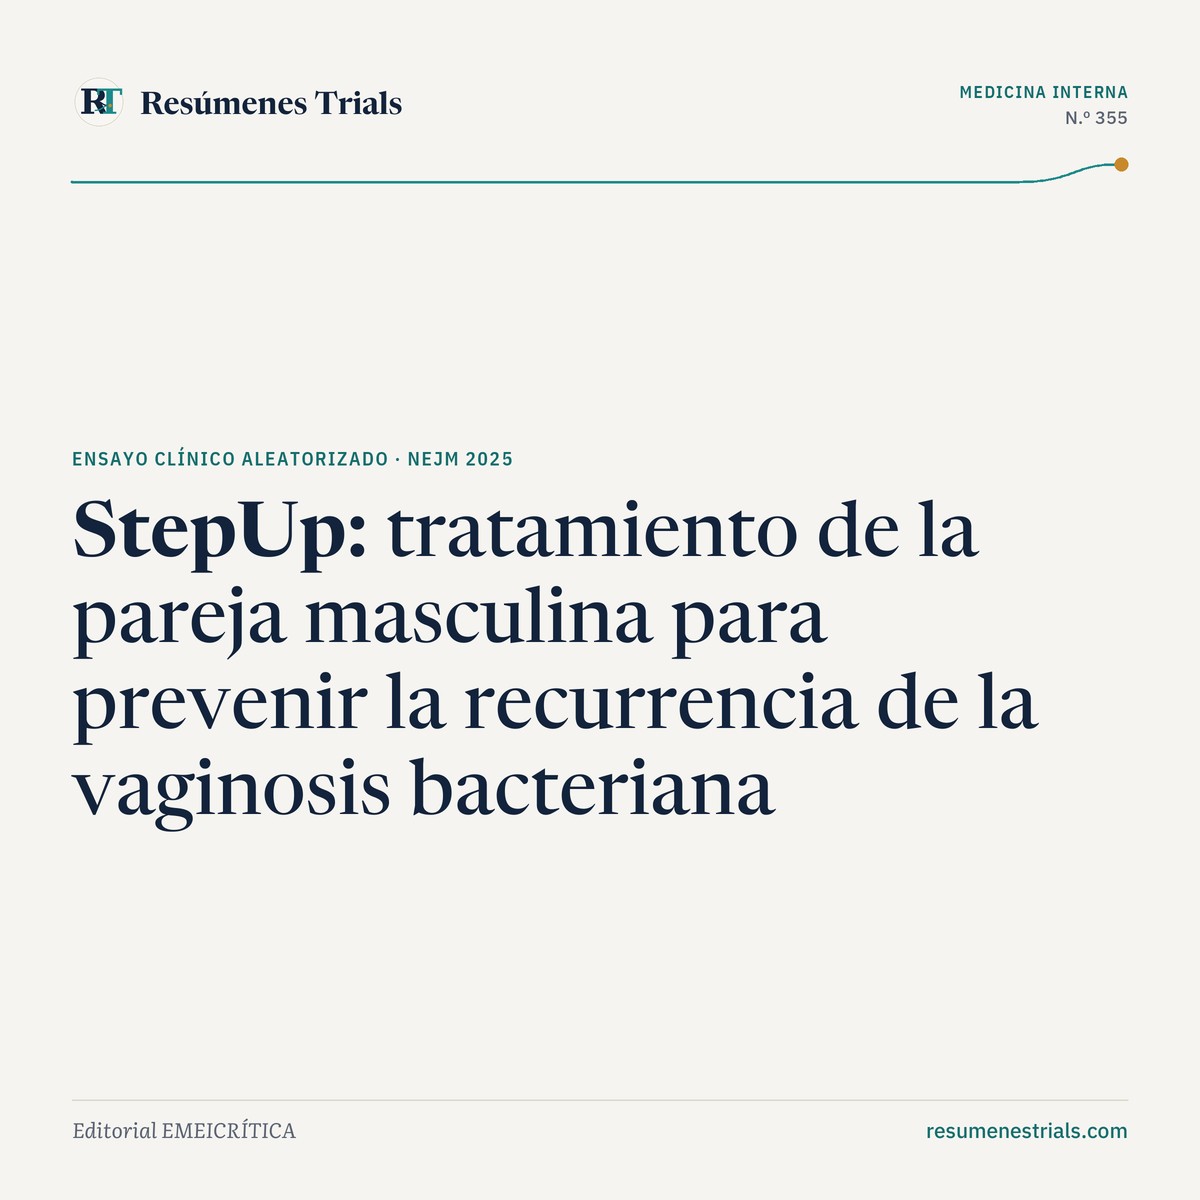 RT Resúmenes Trials
MEDICINA INTERNA
N.º 355
ENSAYO CLÍNICO ALEATORIZADO · NEJM 2025
StepUp: tratamiento de la
pareja masculina para
prevenir la recurrencia de la
vaginosis bacteriana
Editorial EMEICRÍTICA
resumenestrials.com